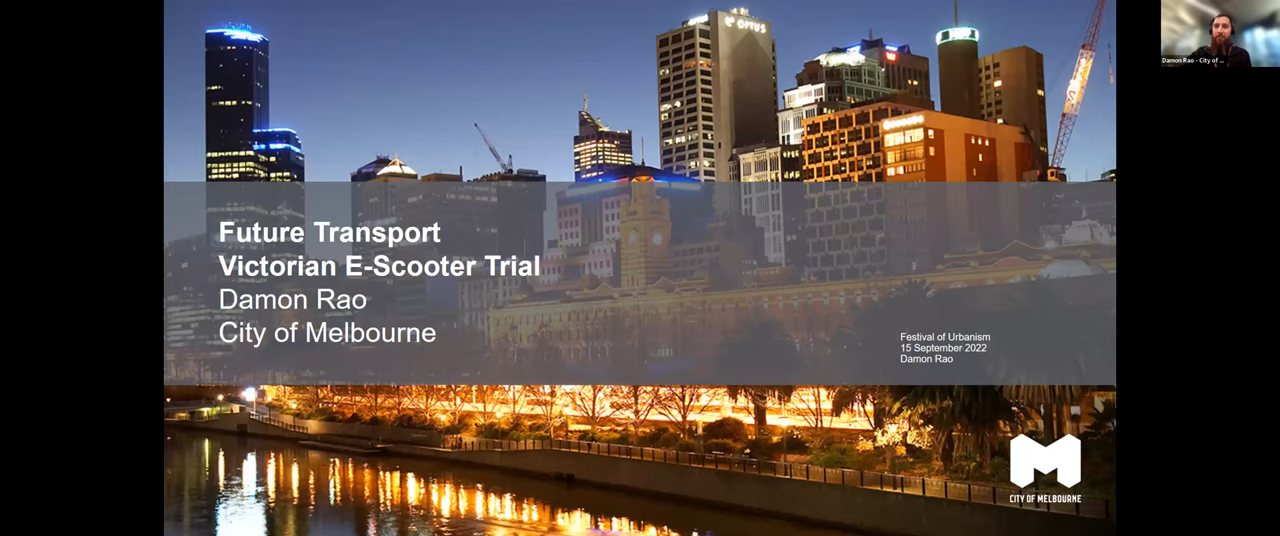 OPTUS
Damon Rao - City of ...
Future Transport
Victorian E-Scooter Trial
Damon Rao
City of Melbourne
Festival of Urbanism
15 September 2022
Damon Rao
CITY OF MELBOURNE